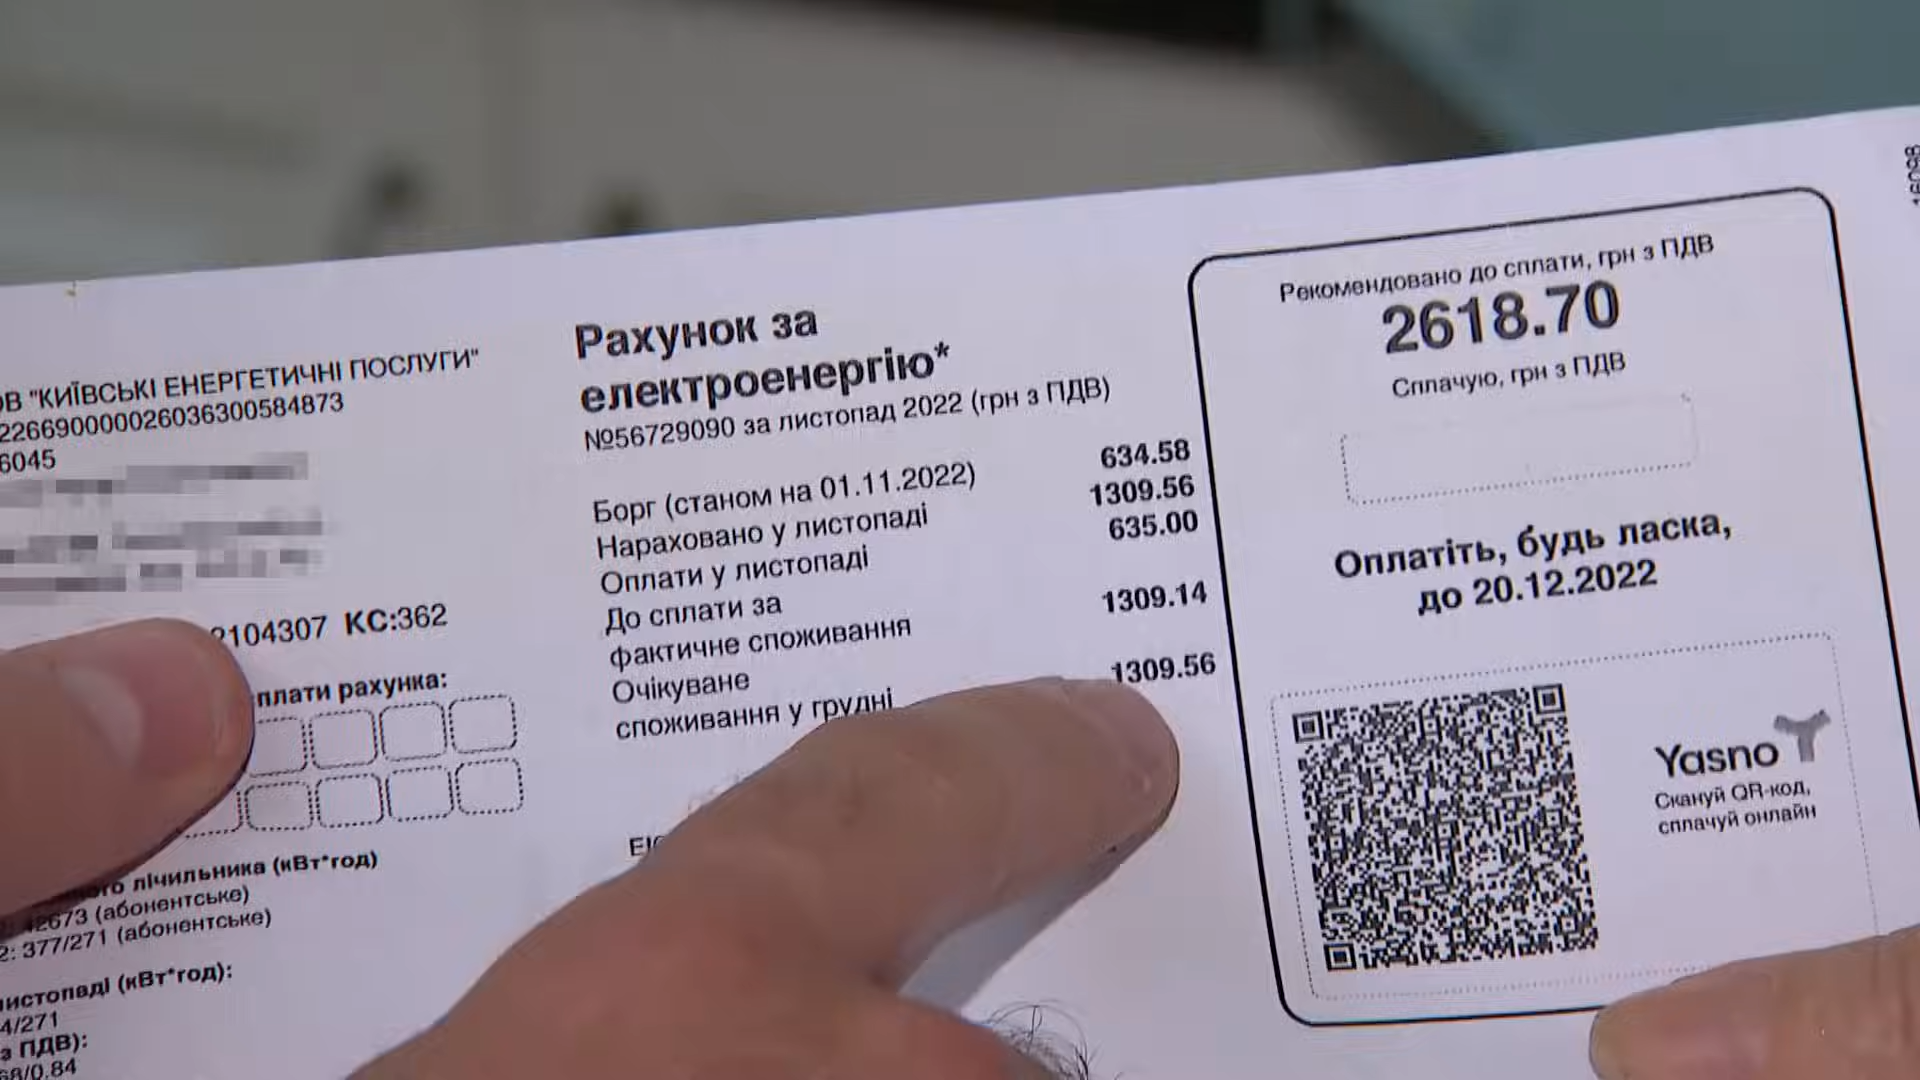 ОВ "КИЇВСЬКІ ЕНЕРГЕТИЧНІ ПОСЛУГИ"
226690000026036300584873
6045
2104307 КС:362
плати рахунка:
ого лічильника (кВт*год)
42673 (абонентське)
2: 377/271 (абонентське)
листопаді (кВт*год):
4/271
з ПДВ):
68/0.84
Рахунок за
електроенергію*
№56729090 за листопад 2022 (грн з ПДВ)
Борг (станом на 01.11.2022) 634.58
Нараховано у листопаді 1309.56
Оплати у листопаді 635.00
До сплати за
фактичне споживання 1309.14
Очікуване
споживання у грудні 1309.56
Рекомендовано до сплати, грн з ПДВ
2618.70
Сплачую, грн з ПДВ
Оплатіть, будь ласка,
до 20.12.2022
Yasno
Скануй QR-код,
сплачуй онлайн
16098